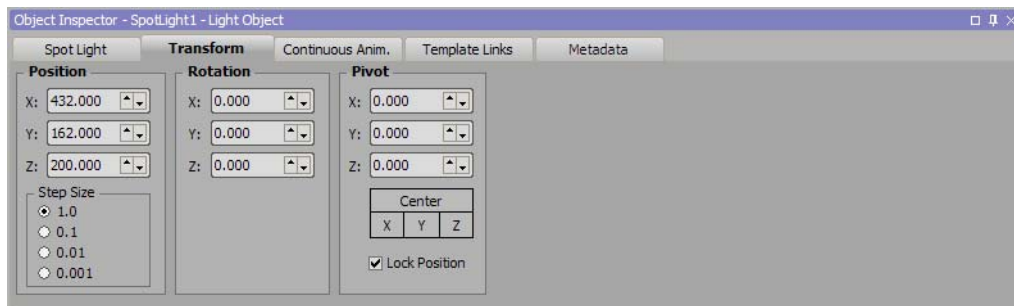 Object Inspector - SpotLight1 - Light Object
Spot Light Transform Continuous Anim. Template Links Metadata
Position Rotation Pivot
X: 432.000 X: 0.000 X: 0.000
Y: 162.000 Y: 0.000 Y: 0.000
Z: 200.000 Z: 0.000 Z: 0.000
Step Size
1.0
0.1
0.01
0.001
Center
X Y Z
Lock Position